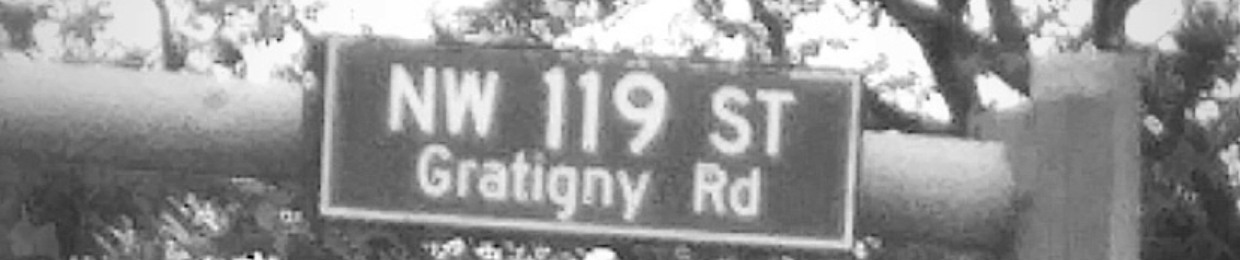 NW 119 ST
Gratigny Rd